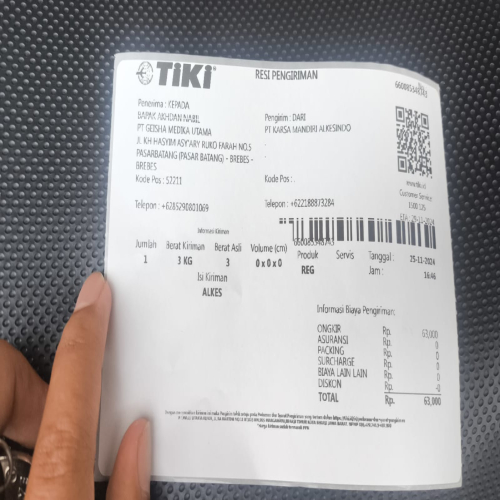 TiKi
RESI PENGIRIMAN
660085348743
Penerima : KEPADA
BAPAK AKHDAN NABIL
PT GEISHA MEDIKA UTAMA
JL KH HASYIM ASY'ARY RUKO FARAH NO.5
PASARBATANG (PASAR BATANG) - BREBES -
BREBES
Kode Pos : 52211
Telepon : +6285290801069
Pengirim : DARI
PT KARSA MANDIRI ALKESINDO
Kode Pos : .
Telepon : +622188873284
www.tiki.id
Customer Service
1500 125
660085348743
Informasi Kiriman
Jumlah Berat Kiriman Berat Asli Volume (cm) Produk Servis Tanggal : 25-11-2024
1 3 KG 3 0 x 0 x 0 REG Jam : 16:46
Isi Kiriman
ALKES
Informasi Biaya Pengiriman:
ONGKIR Rp. 63,000
ASURANSI Rp. 0
PACKING Rp. 0
SURCHARGE Rp. 0
BIAYA LAIN LAIN Rp. 0
DISKON Rp. -0
TOTAL Rp. 63,000